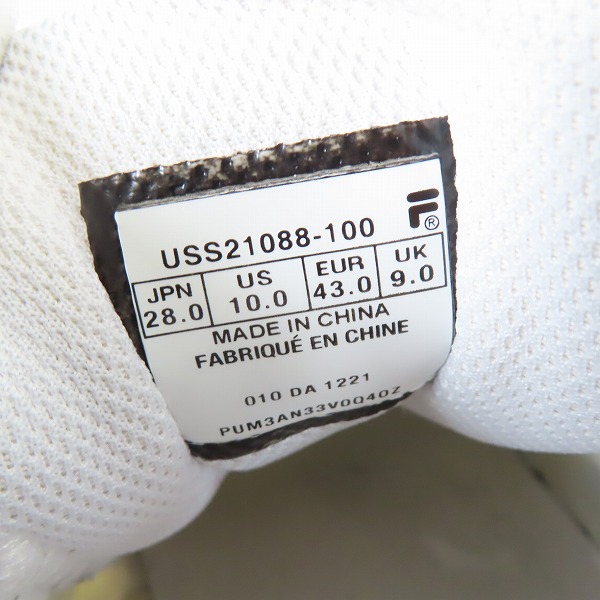 USS21088-100
JPN US EUR UK
28.0 10.0 43.0 9.0
MADE IN CHINA
FABRIQUÉ EN CHINE
010 DA 1221
PUM3AN33V0Q40Z